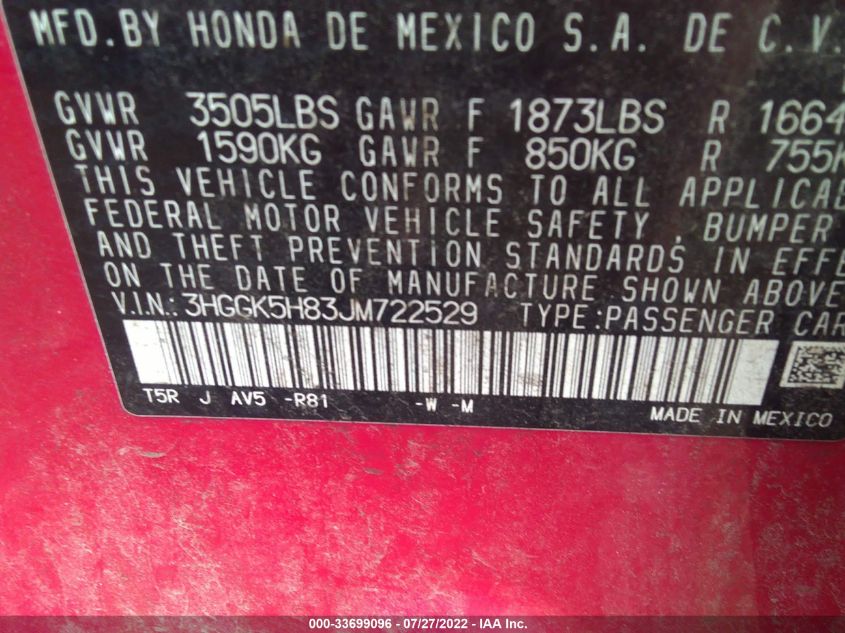 MFD.BY HONDA DE MEXICO S.A. DE C.V.
GVWR 3505LBS GAWR F 1873LBS R 1664
GVWR 1590KG GAWR F 850KG R 755K
THIS VEHICLE CONFORMS TO ALL APPLICAB
FEDERAL MOTOR VEHICLE SAFETY, BUMPER
AND THEFT PREVENTION STANDARDS IN EFFE
ON THE DATE OF MANUFACTURE SHOWN ABOVE
V.I.N.: 3HGGK5H83JM722529 TYPE:PASSENGER CAR
T5R J AV5 -R81 -W -M
MADE IN MEXICO
000-33699096 - 07/27/2022 - IAA Inc.